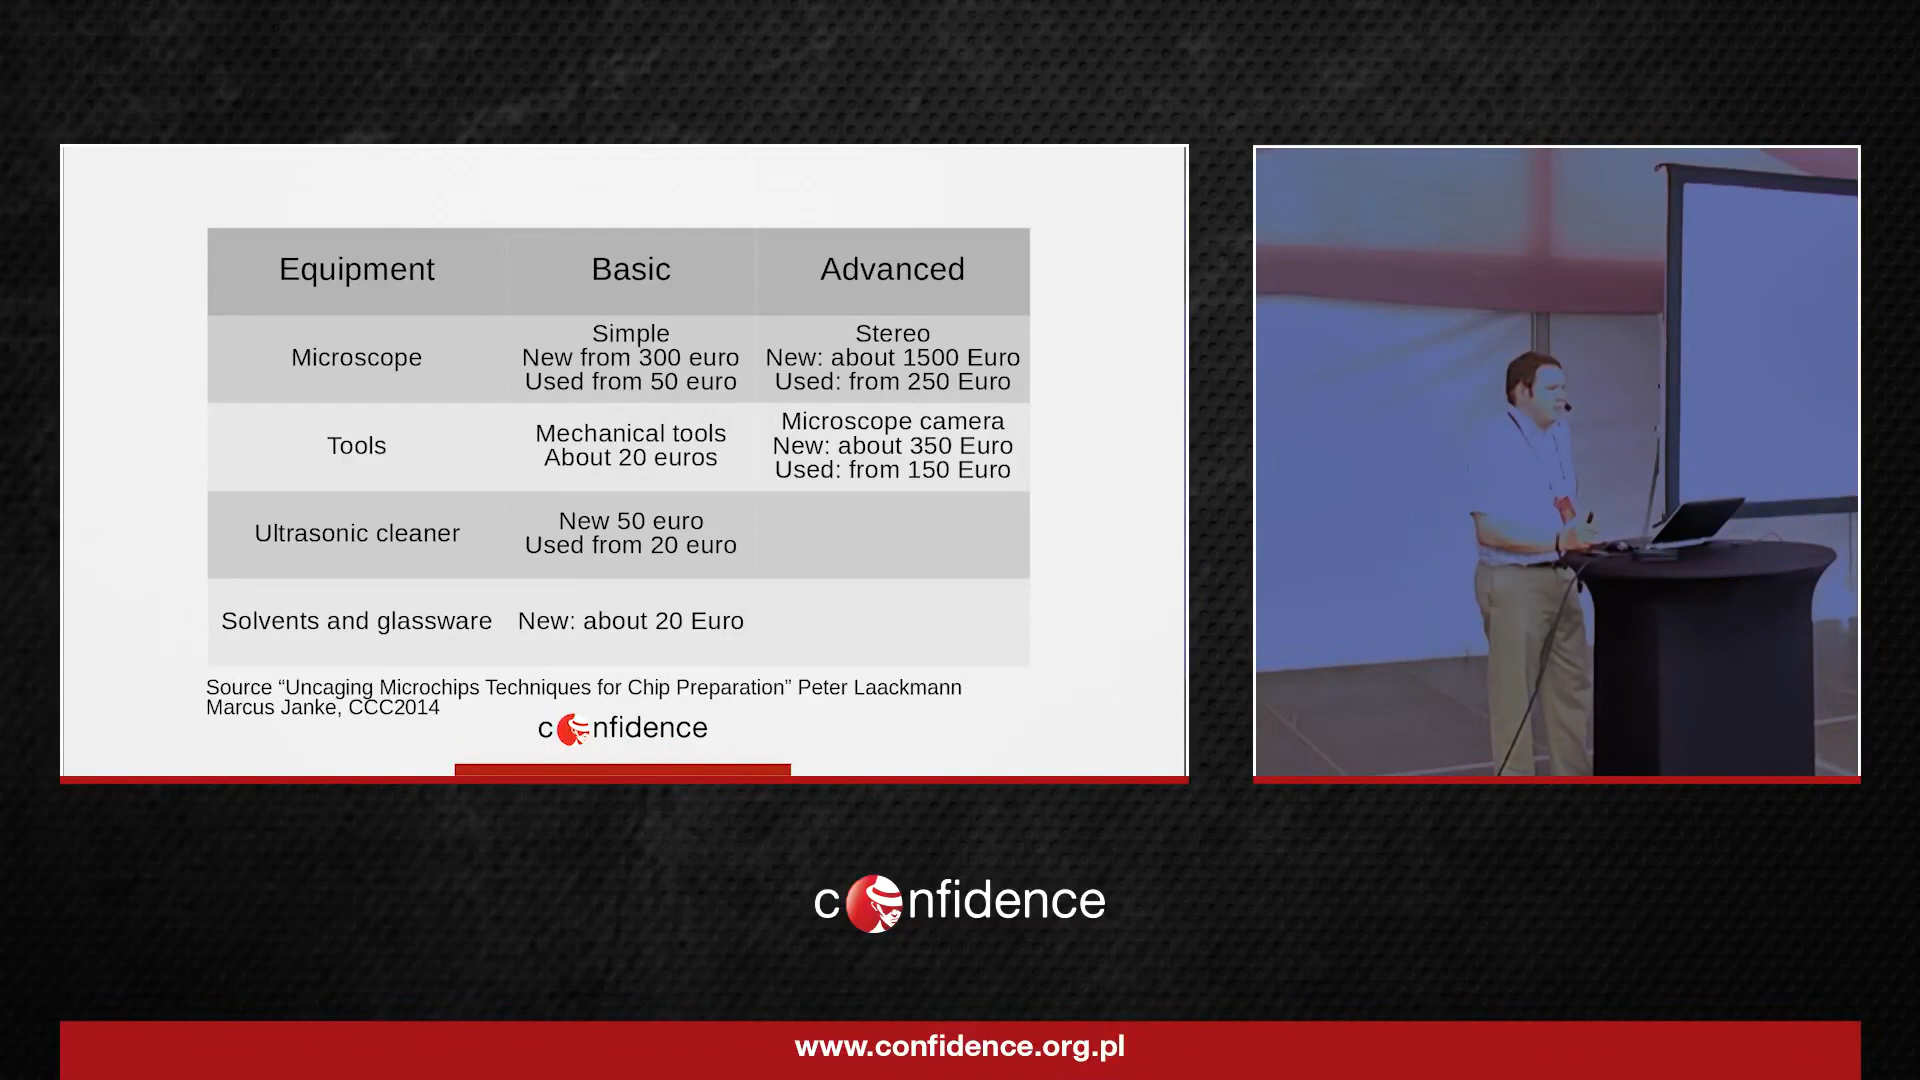 Equipment
Basic
Advanced
Microscope
Simple
New from 300 euro
Used from 50 euro
Stereo
New: about 1500 Euro
Used: from 250 Euro
Tools
Mechanical tools
About 20 euros
Microscope camera
New: about 350 Euro
Used: from 150 Euro
Ultrasonic cleaner
New 50 euro
Used from 20 euro
Solvents and glassware
New: about 20 Euro
Source “Uncaging Microchips Techniques for Chip Preparation” Peter Laackmann
Marcus Janke, CCC2014
confidence
confidence
www.confidence.org.pl